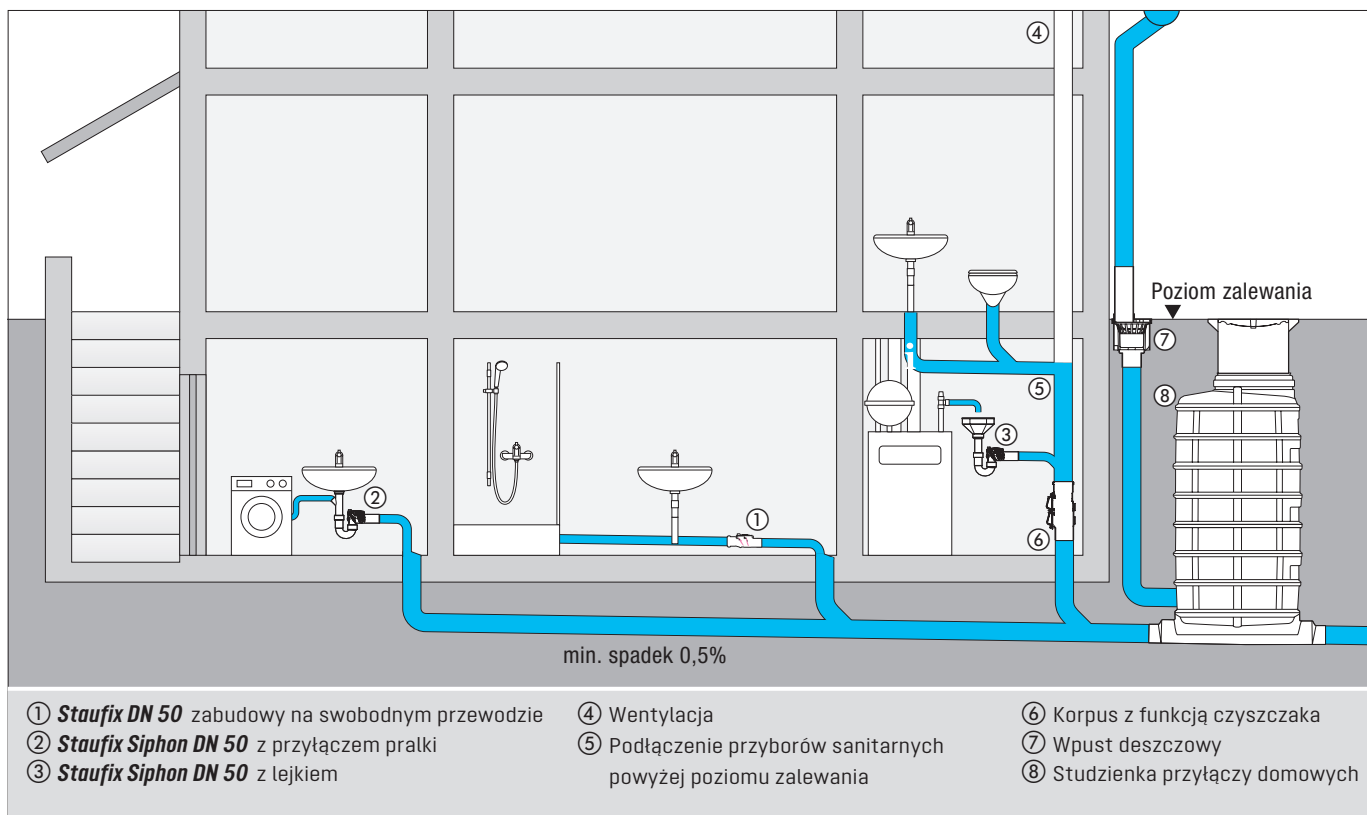 ④
Poziom zalewania
⑦
⑤
⑧
③
②
①
⑥
min. spadek 0,5%
① Staufix DN 50 zabudowy na swobodnym przewodzie
② Staufix Siphon DN 50 z przyłączem pralki
③ Staufix Siphon DN 50 z lejkiem
④ Wentylacja
⑤ Podłączenie przyborów sanitarnych
powyżej poziomu zalewania
⑥ Korpus z funkcją czyszczaka
⑦ Wpust deszczowy
⑧ Studzienka przyłączy domowych